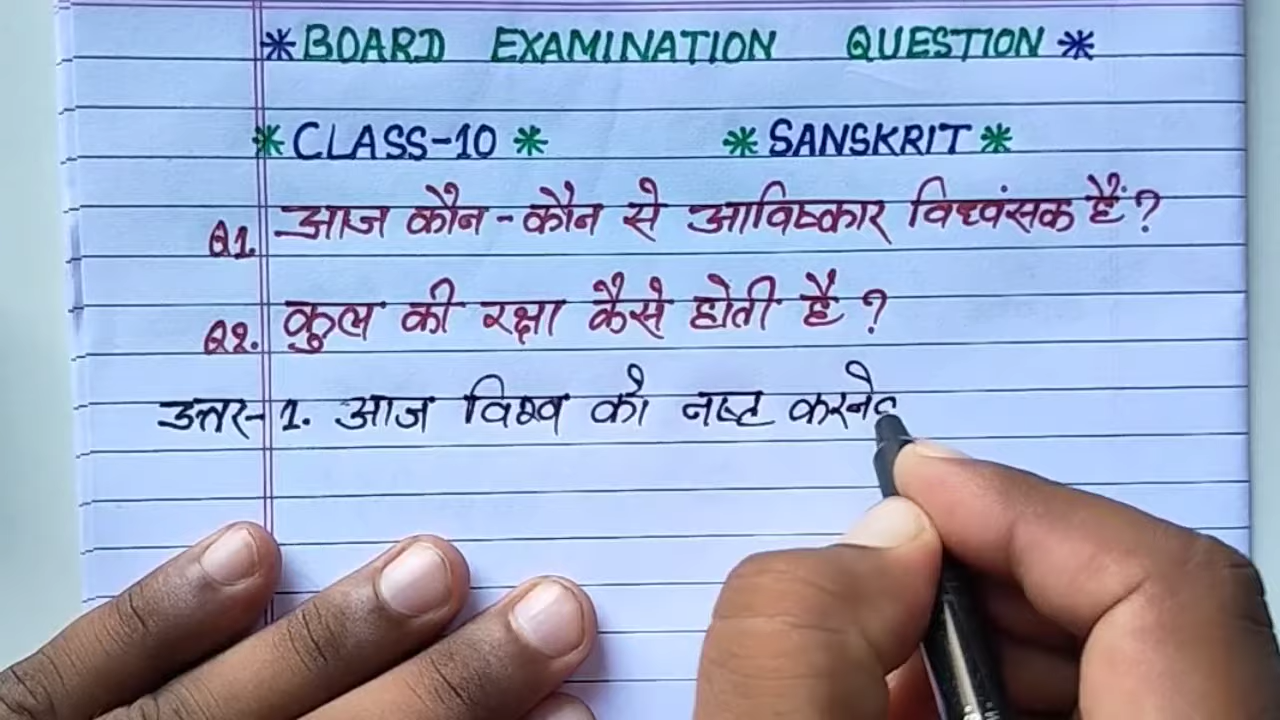 *BOARD EXAMINATION QUESTION*
*CLASS-10* *SANSKRIT*
Q1. आज कौन-कौन से आविष्कार विध्वंसक हैं?
Q2. कुल की रक्षा कैसे होती है?
उत्तर-1. आज विश्व को नष्ट करने